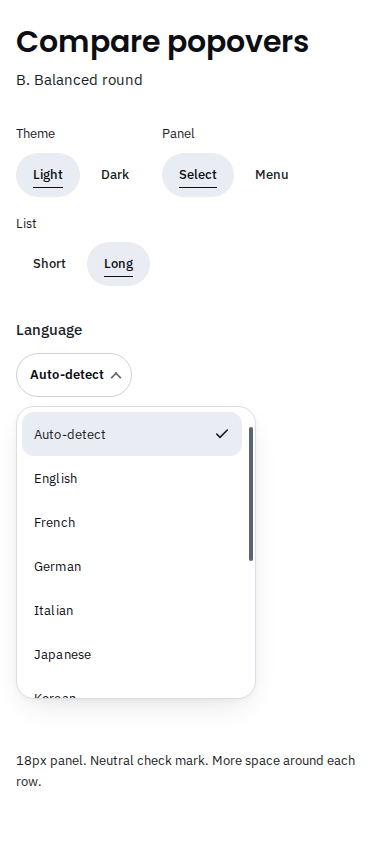 Compare popovers
B. Balanced round
Theme
Panel
Light
Dark
Select
Menu
List
Short
Long
Language
Auto-detect
Auto-detect
English
French
German
Italian
Japanese
Korean
18px panel. Neutral check mark. More space around each
row.